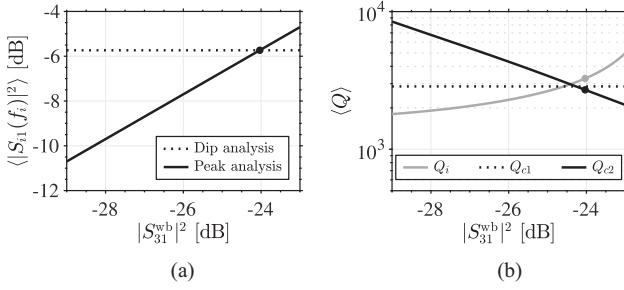 -4
-6
-8
-10
-12
⟨|S_{i1}(f_i)|^2⟩ [dB]
Dip analysis
Peak analysis
-28 -26 -24
|S_{31}^{wb}|^2 [dB]
(a)
10^4
10^3
⟨Q⟩
Q_i Q_{c1} Q_{c2}
-28 -26 -24
|S_{31}^{wb}|^2 [dB]
(b)